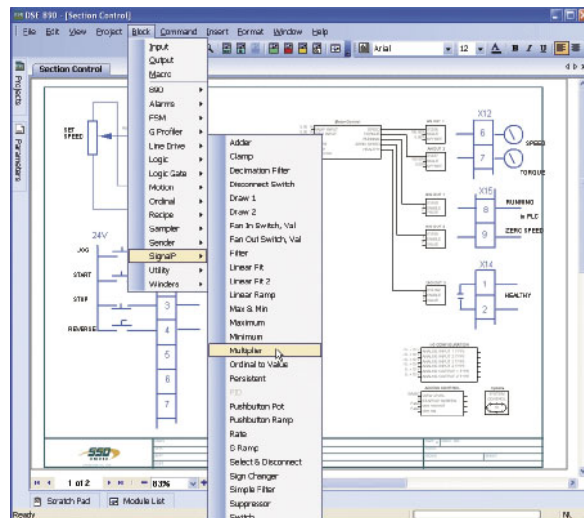 DSE 890 - [Section Control]
File Edit View Project Block Command Insert Format Window Help
Arial 12 B I U
Section Control
Projects
Parameters
Input
Output
Macro
890
Alarms
FSM
G Profiler
Line Drive
Logic
Logic Gate
Motion
Ordinal
Recipe
Sampler
Sender
SignalP
Utility
Winders
Adder
Clamp
Decimation Filter
Disconnect Switch
Draw 1
Draw 2
Fan In Switch, Val
Fan Out Switch, Val
Filter
Linear Fit
Linear Fit 2
Linear Ramp
Max & Min
Maximum
Minimum
Multiplier
Ordinal to Value
Persistent
PID
Pushbutton Pot
Pushbutton Ramp
Rate
S Ramp
Select & Disconnect
Sign Changer
Simple Filter
Suppressor
Switch
SET
SPEED
24V
JOG
START
STOP
REVERSE
3
4
5
6
7
X12
6
SPEED
7
TORQUE
X15
8
RUNNING
to PLC
9
ZERO SPEED
X14
1
HEALTHY
2
SSD
1 of 2
83%
Scratch Pad Module List
Ready
NL